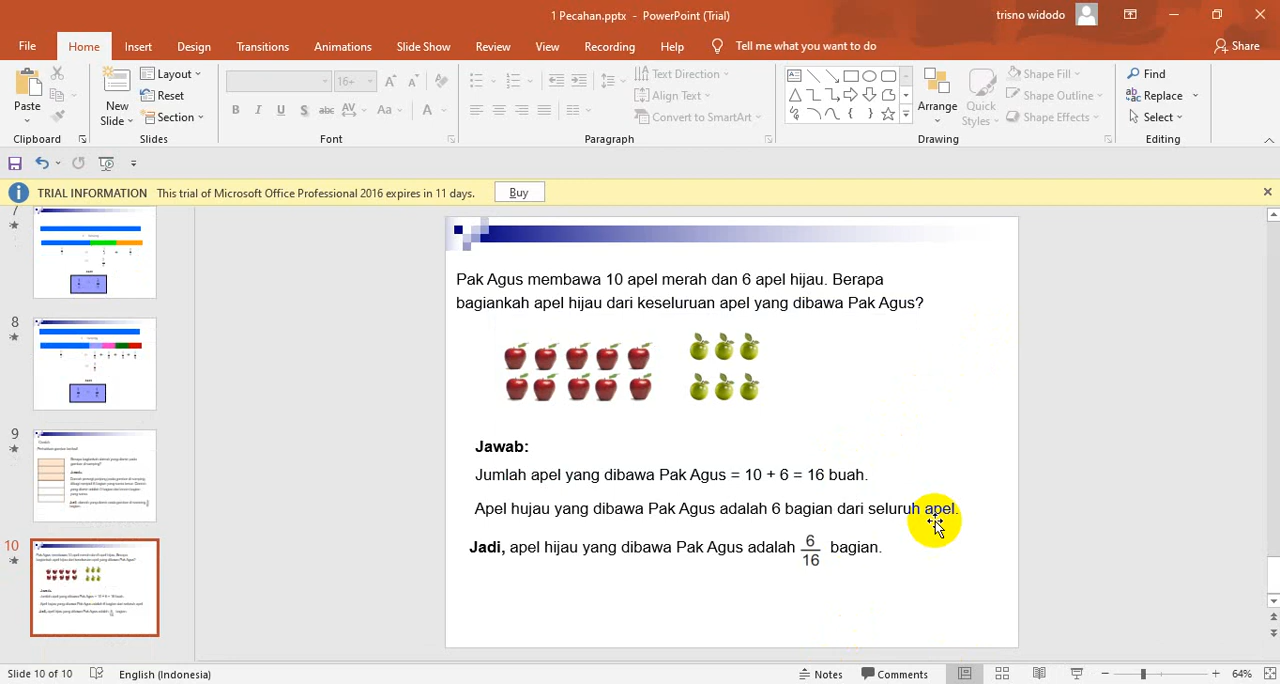 1 Pecahan.pptx - PowerPoint (Trial)
trisno widodo
File Home Insert Design Transitions Animations Slide Show Review View Recording Help Tell me what you want to do Share
Paste
New Slide
Layout
Reset
Section
16+
B I U S abc AV Aa A
Text Direction
Align Text
Convert to SmartArt
Arrange
Quick Styles
Shape Fill
Shape Outline
Shape Effects
Find
Replace
Select
Clipboard Slides Font Paragraph Drawing Editing
TRIAL INFORMATION This trial of Microsoft Office Professional 2016 expires in 11 days. Buy
7
8
9
10
Pak Agus membawa 10 apel merah dan 6 apel hijau. Berapa
bagiankah apel hijau dari keseluruan apel yang dibawa Pak Agus?
Jawab:
Jumlah apel yang dibawa Pak Agus = 10 + 6 = 16 buah.
Apel hujau yang dibawa Pak Agus adalah 6 bagian dari seluruh apel.
Jadi, apel hijau yang dibawa Pak Agus adalah 6/16 bagian.
Slide 10 of 10 English (Indonesia) Notes Comments 64%